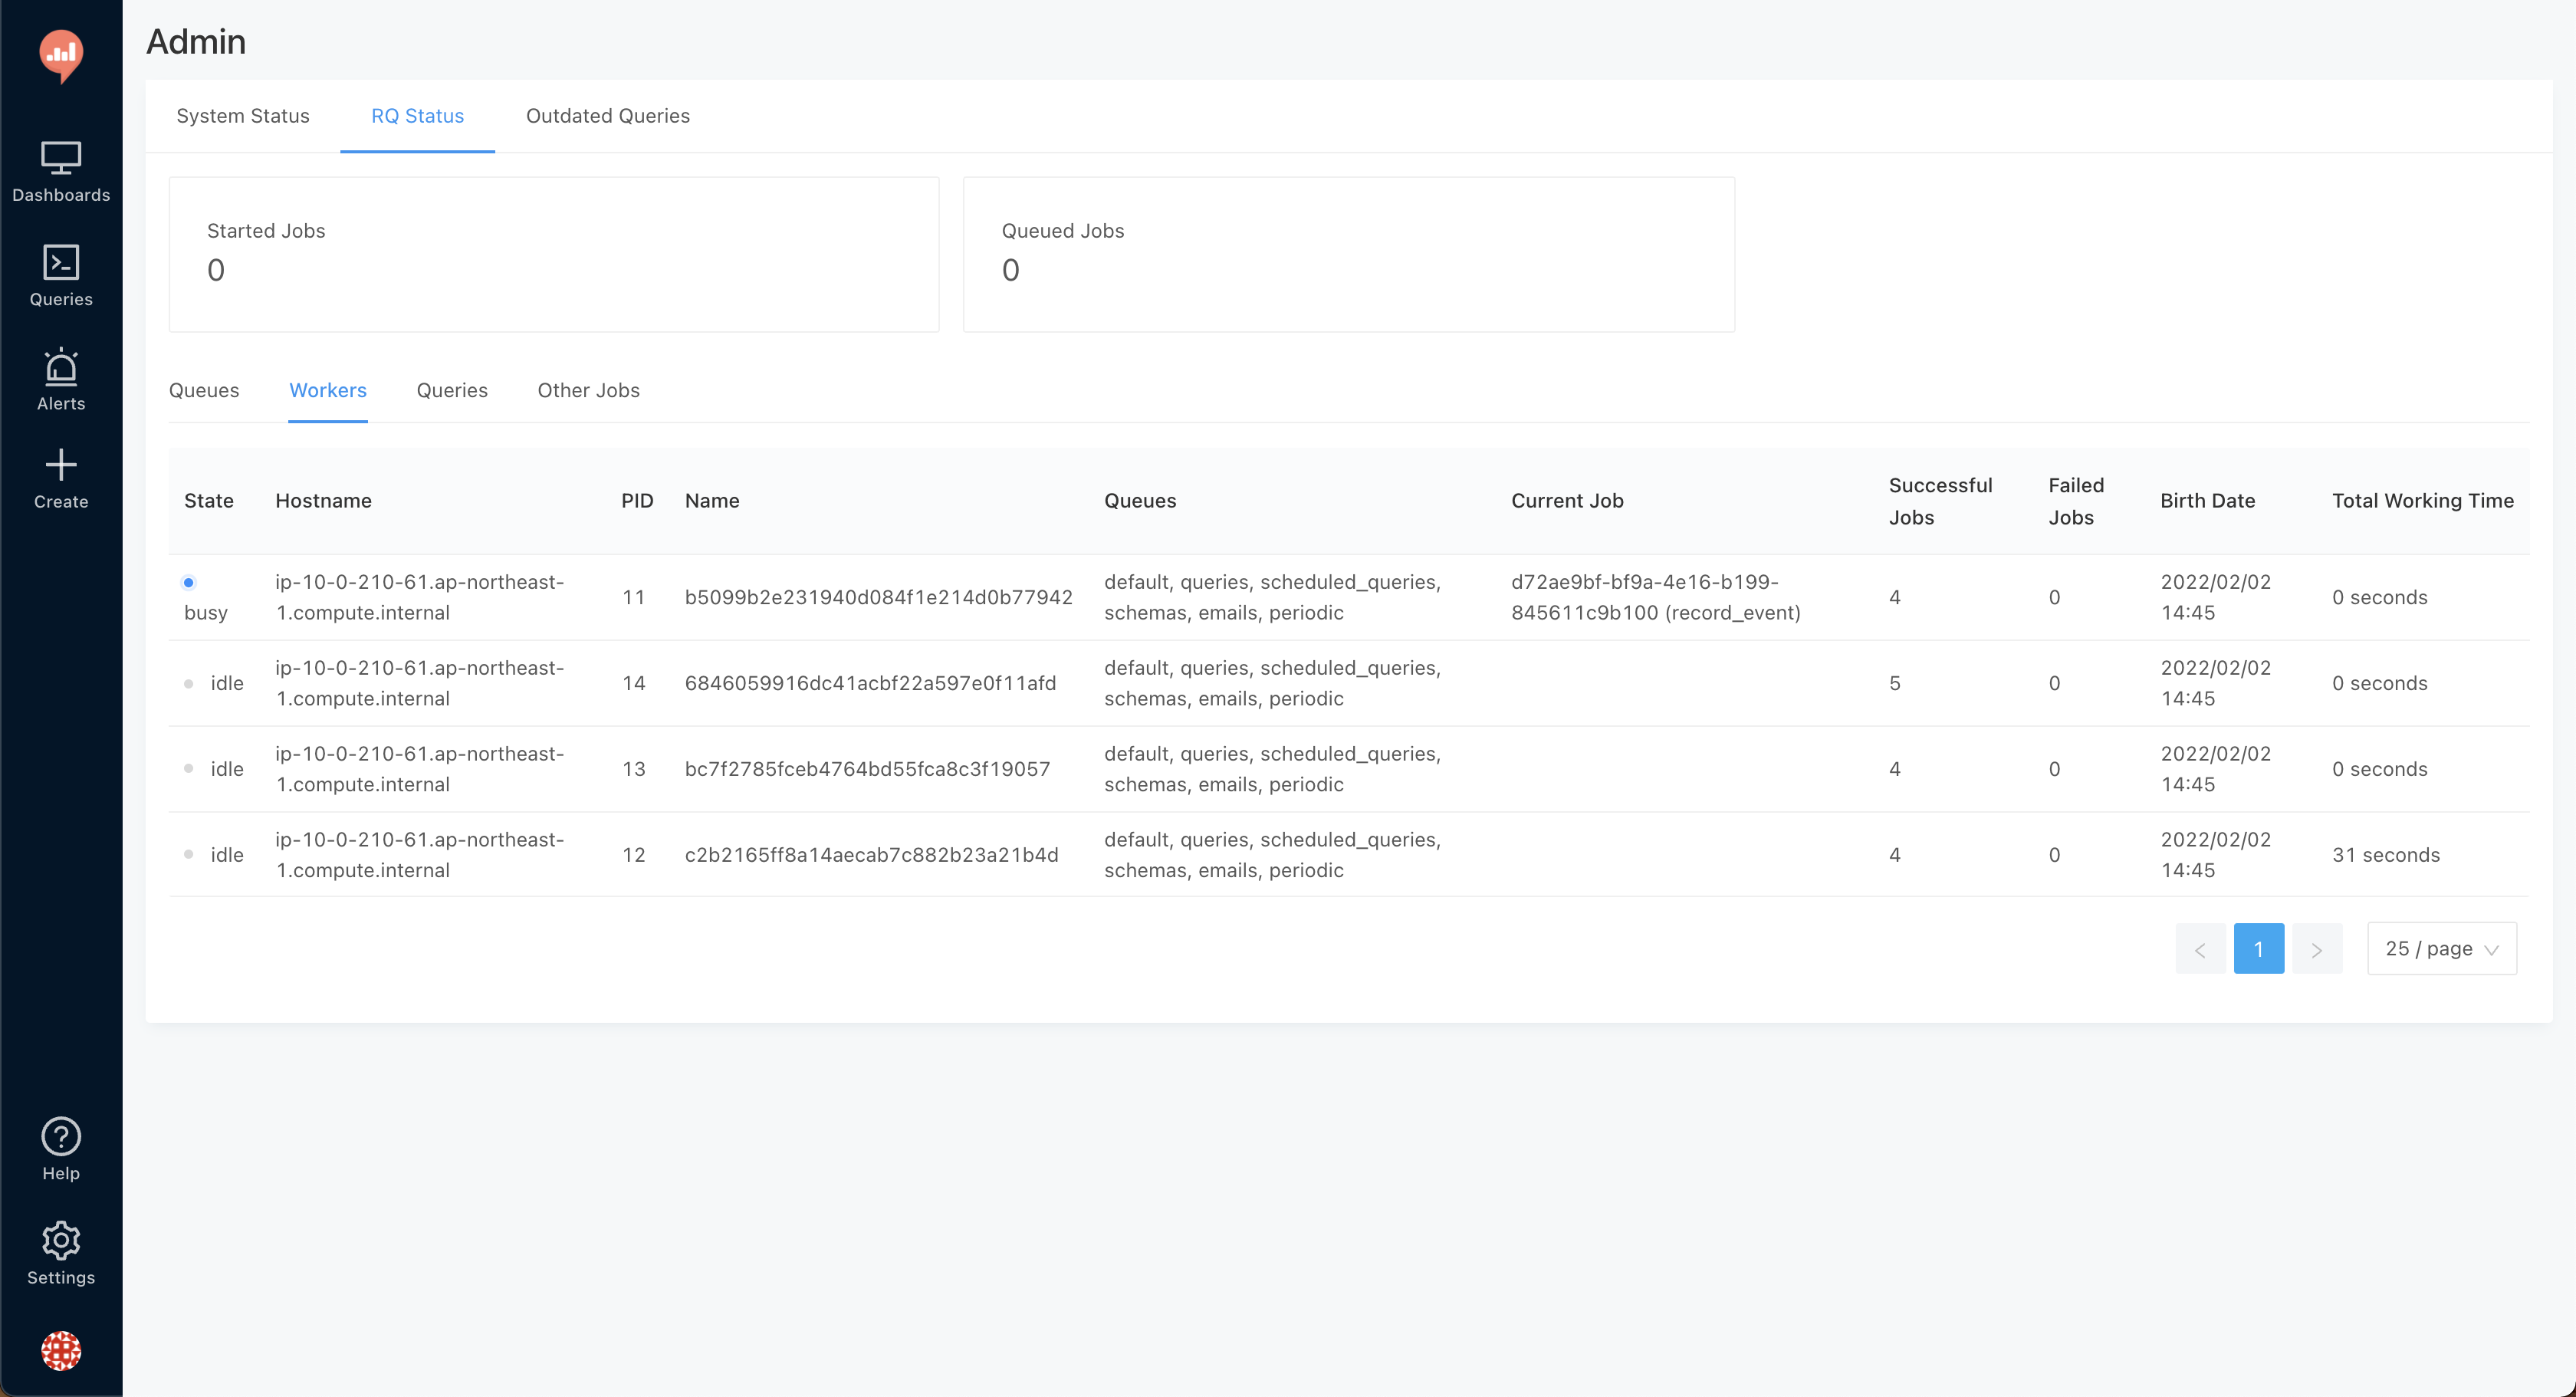 Admin
Dashboards
Queries
Alerts
Create
Help
Settings
System Status
RQ Status
Outdated Queries
Started Jobs
0
Queued Jobs
0
Queues
Workers
Queries
Other Jobs
State
Hostname
PID
Name
Queues
Current Job
Successful
Jobs
Failed
Jobs
Birth Date
Total Working Time
busy
ip-10-0-210-61.ap-northeast-
1.compute.internal
11
b5099b2e231940d084f1e214d0b77942
default, queries, scheduled_queries,
schemas, emails, periodic
d72ae9bf-bf9a-4e16-b199-
845611c9b100 (record_event)
4
0
2022/02/02
14:45
0 seconds
idle
ip-10-0-210-61.ap-northeast-
1.compute.internal
14
6846059916dc41acbf22a597e0f11afd
default, queries, scheduled_queries,
schemas, emails, periodic
5
0
2022/02/02
14:45
0 seconds
idle
ip-10-0-210-61.ap-northeast-
1.compute.internal
13
bc7f2785fceb4764bd55fca8c3f19057
default, queries, scheduled_queries,
schemas, emails, periodic
4
0
2022/02/02
14:45
0 seconds
idle
ip-10-0-210-61.ap-northeast-
1.compute.internal
12
c2b2165ff8a14aecab7c882b23a21b4d
default, queries, scheduled_queries,
schemas, emails, periodic
4
0
2022/02/02
14:45
31 seconds
1
25 / page